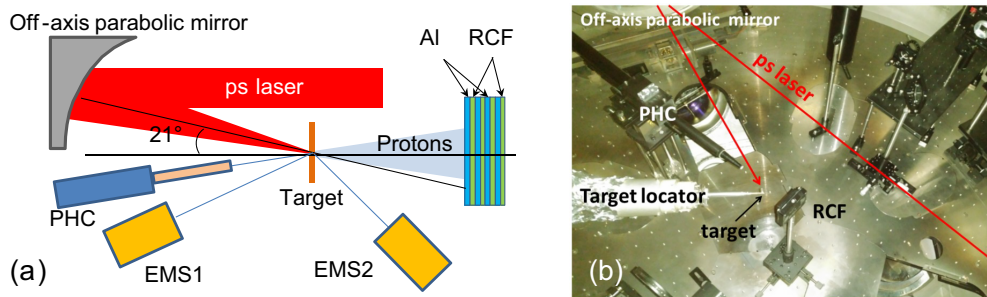 Off-axis parabolic mirror
Al RCF
ps laser
21°
Protons
PHC
Target
EMS1
EMS2
(a)
Off-axis parabolic mirror
ps laser
PHC
Target locator
RCF
target
(b)